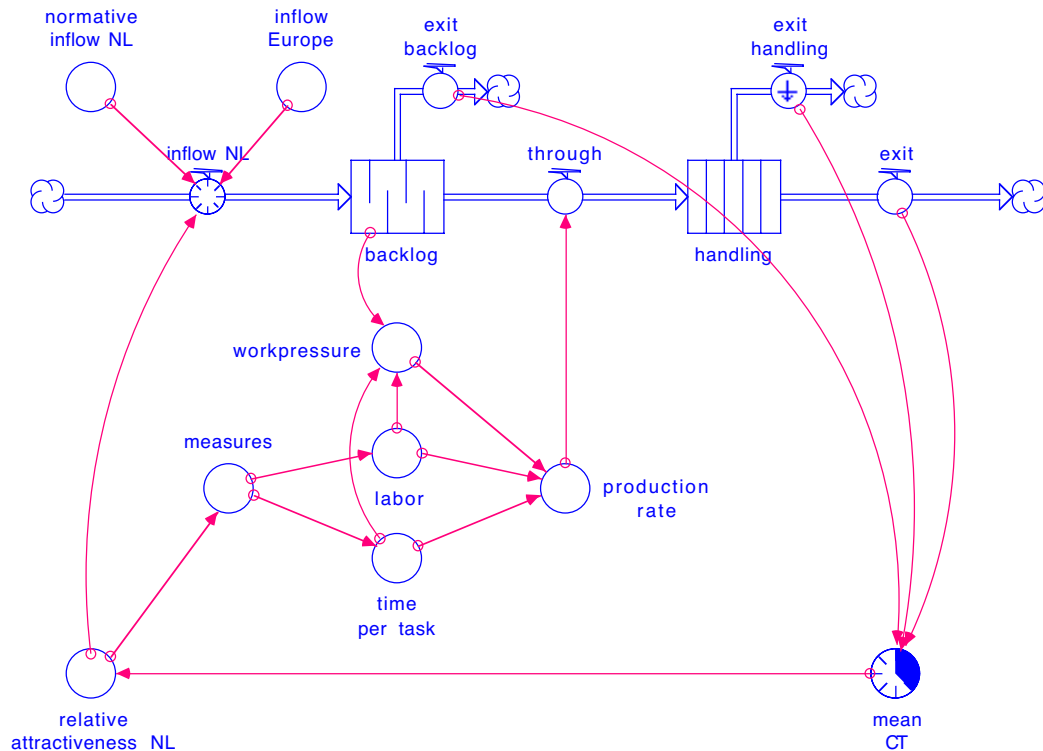 normative
inflow NL
inflow
Europe
exit
backlog
exit
handling
inflow NL
through
exit
backlog
handling
workpressure
measures
labor
production
rate
time
per task
relative
attractiveness NL
mean
CT